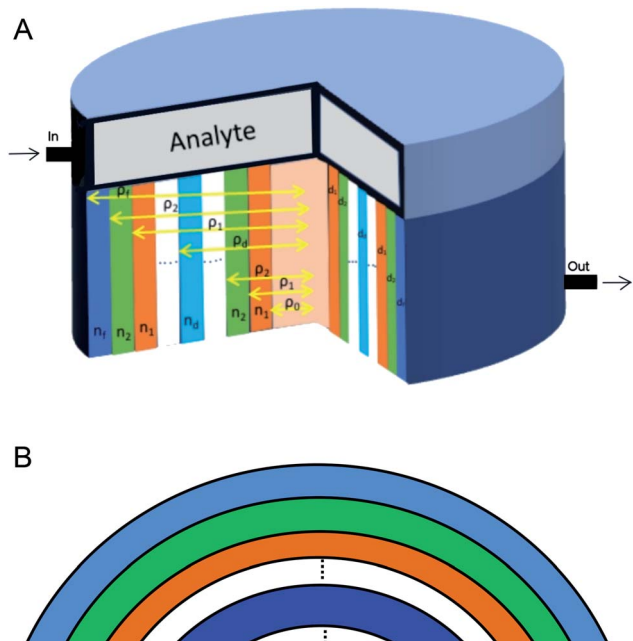 A
In
Analyte
ρf
ρ2
ρ1
ρd
ρ2
ρ1
ρ0
nf
n2
n1
nd
n2
n1
d1
d2
dd
d1
d2
Out
B